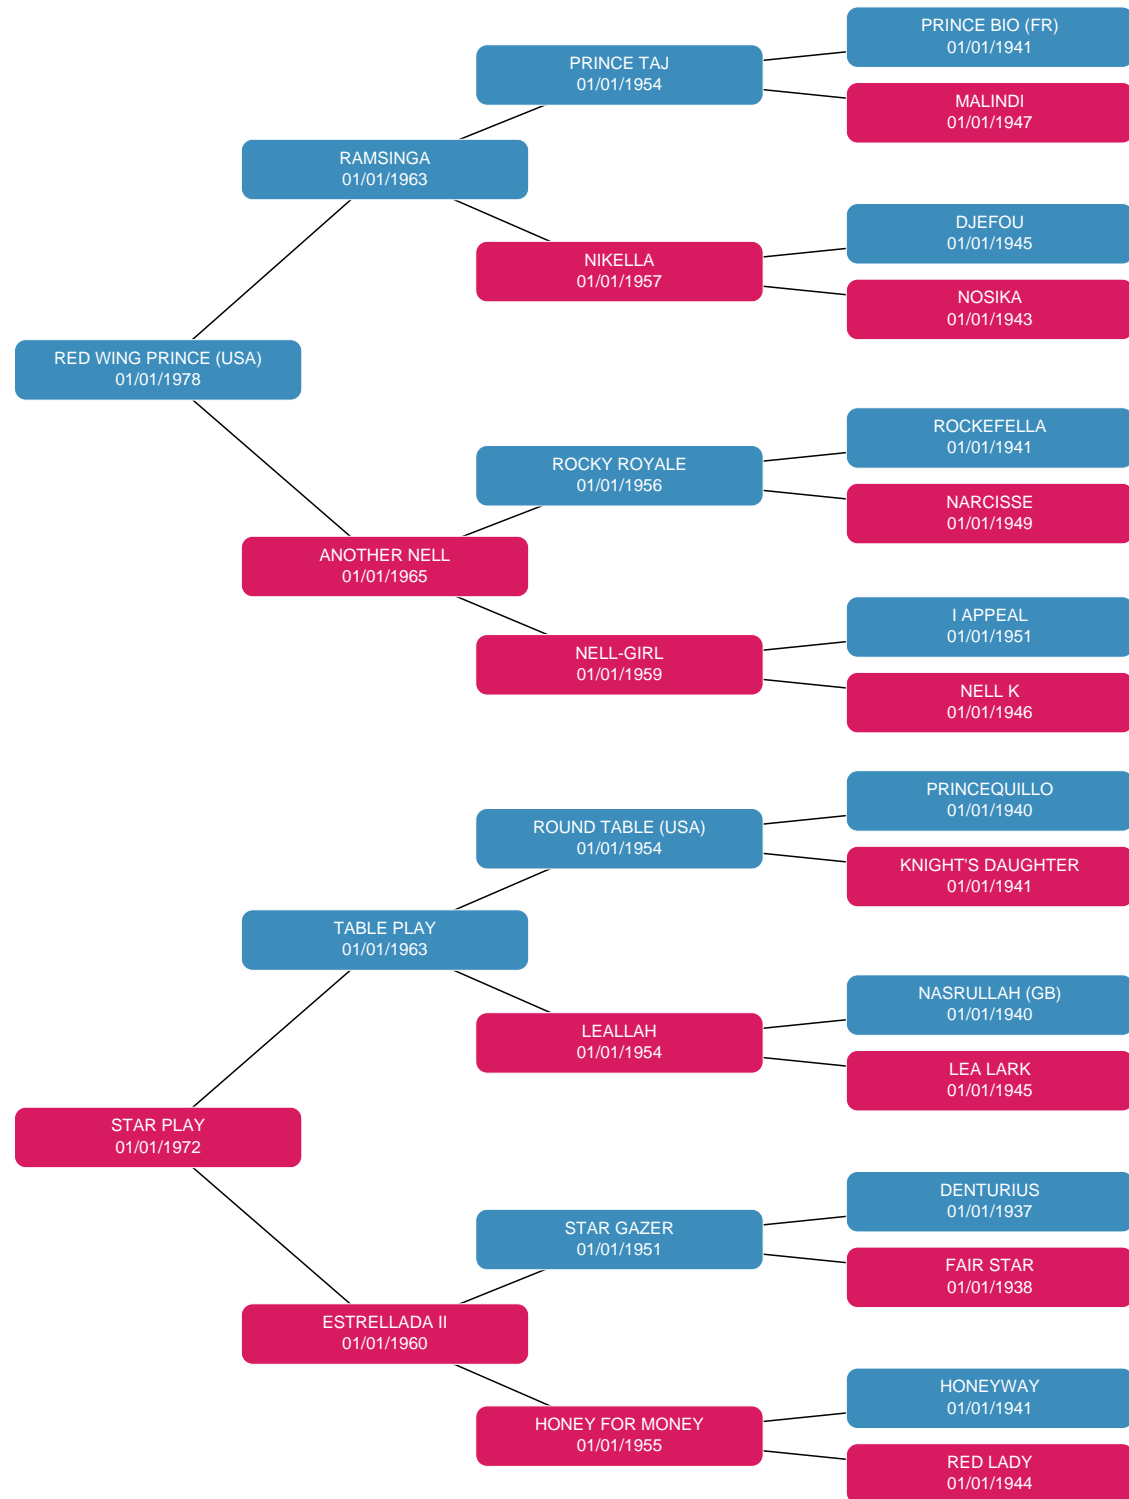 PRINCE BIO (FR)
01/01/1941
PRINCE TAJ
01/01/1954
MALINDI
01/01/1947
RAMSINGA
01/01/1963
DJEFOU
01/01/1945
NIKELLA
01/01/1957
NOSIKA
01/01/1943
RED WING PRINCE (USA)
01/01/1978
ROCKEFELLA
01/01/1941
ROCKY ROYALE
01/01/1956
NARCISSE
01/01/1949
ANOTHER NELL
01/01/1965
I APPEAL
01/01/1951
NELL-GIRL
01/01/1959
NELL K
01/01/1946
PRINCEQUILLO
01/01/1940
ROUND TABLE (USA)
01/01/1954
KNIGHT'S DAUGHTER
01/01/1941
TABLE PLAY
01/01/1963
NASRULLAH (GB)
01/01/1940
LEALLAH
01/01/1954
LEA LARK
01/01/1945
STAR PLAY
01/01/1972
DENTURIUS
01/01/1937
STAR GAZER
01/01/1951
FAIR STAR
01/01/1938
ESTRELLADA II
01/01/1960
HONEYWAY
01/01/1941
HONEY FOR MONEY
01/01/1955
RED LADY
01/01/1944